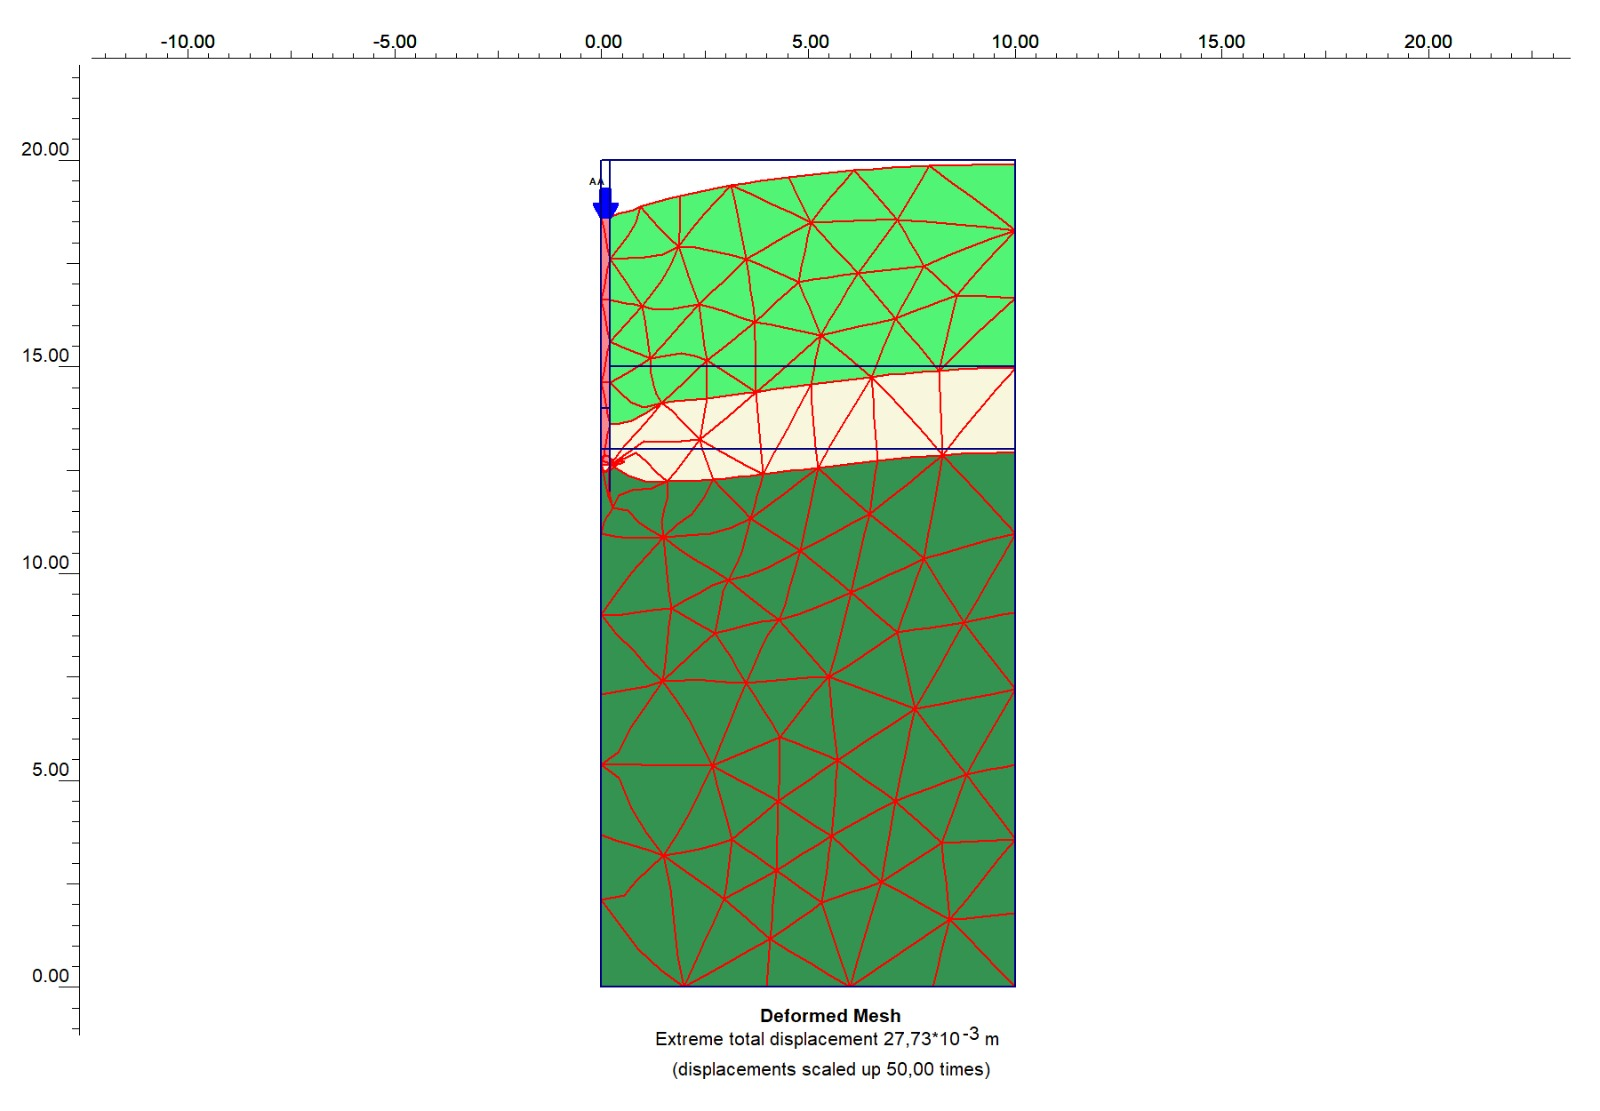 -10.00 -5.00 0.00 5.00 10.00 15.00 20.00
20.00
AA
15.00
10.00
5.00
0.00
Deformed Mesh
Extreme total displacement 27,73*10-3 m
(displacements scaled up 50,00 times)